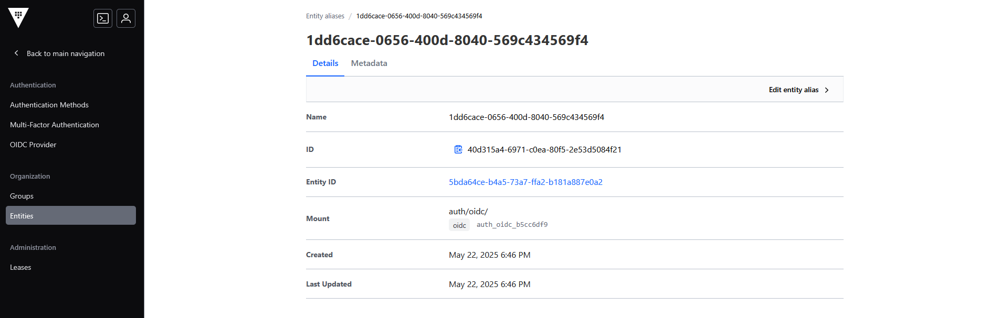 Back to main navigation
Authentication
Authentication Methods
Multi-Factor Authentication
OIDC Provider
Organization
Groups
Entities
Administration
Leases
Entity aliases / 1dd6cace-0656-400d-8040-569c434569f4
1dd6cace-0656-400d-8040-569c434569f4
Details Metadata
Edit entity alias
Name 1dd6cace-0656-400d-8040-569c434569f4
ID 40d315a4-6971-c0ea-80f5-2e53d5084f21
Entity ID 5bda64ce-b4a5-73a7-ffa2-b181a887e0a2
Mount auth/oidc/
oidc auth_oidc_b5cc6df9
Created May 22, 2025 6:46 PM
Last Updated May 22, 2025 6:46 PM